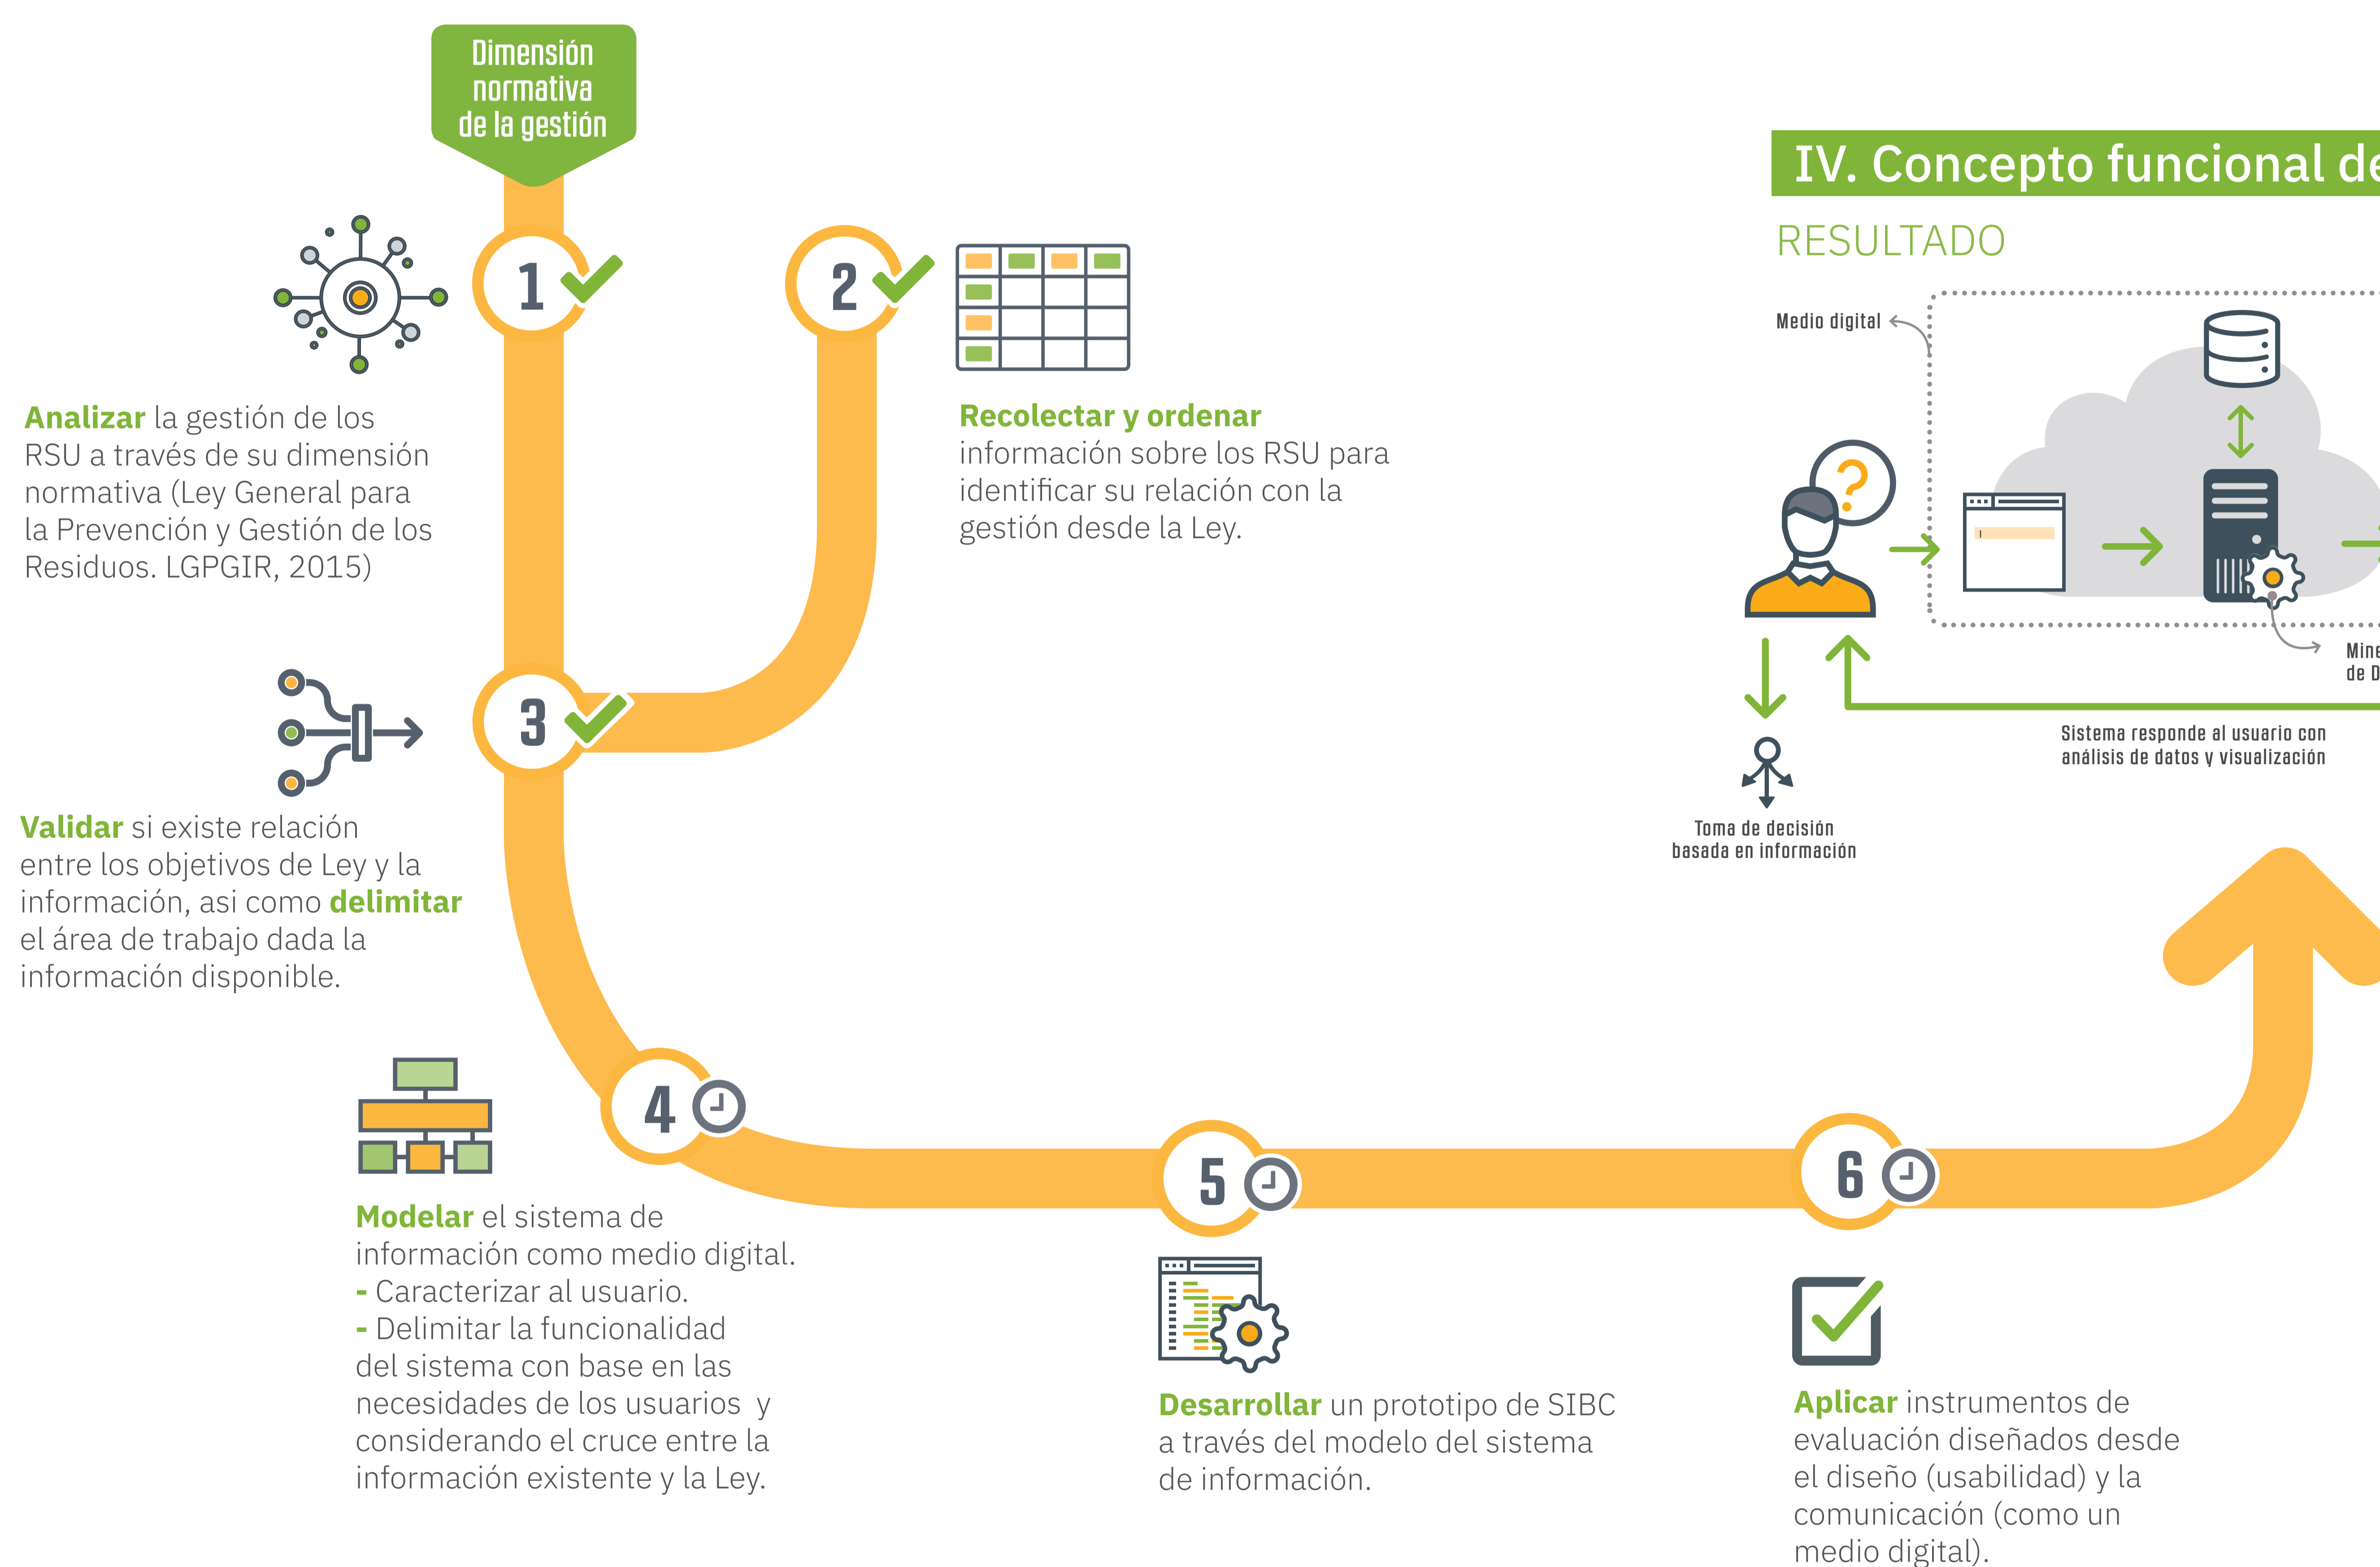 Dimensión
normativa
de la gestión
1
Analizar la gestión de los
RSU a través de su dimensión
normativa (Ley General para
la Prevención y Gestión de los
Residuos. LGPGIR, 2015)
2
Recolectar y ordenar
información sobre los RSU para
identificar su relación con la
gestión desde la Ley.
3
Validar si existe relación
entre los objetivos de Ley y la
información, asi como delimitar
el área de trabajo dada la
información disponible.
4
Modelar el sistema de
información como medio digital.
- Caracterizar al usuario.
- Delimitar la funcionalidad
del sistema con base en las
necesidades de los usuarios y
considerando el cruce entre la
información existente y la Ley.
5
Desarrollar un prototipo de SIBC
a través del modelo del sistema
de información.
6
Aplicar instrumentos de
evaluación diseñados desde
el diseño (usabilidad) y la
comunicación (como un
medio digital).
IV. Concepto funcional de
RESULTADO
Medio digital
?
de
Sistema responde al usuario con
análisis de datos y visualización
Toma de decisión
basada en información